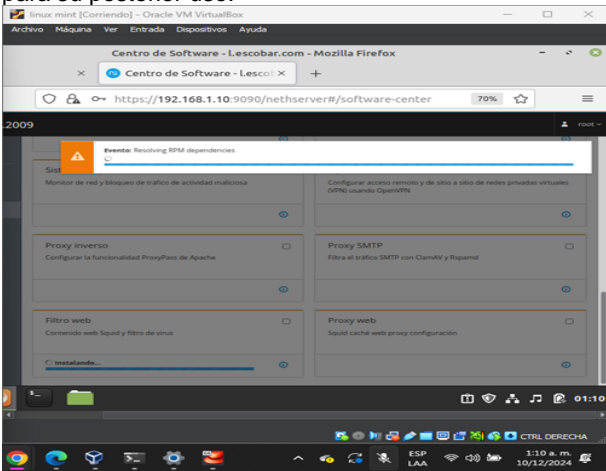 para su posterior uso.
linux mint [Corriendo] - Oracle VM VirtualBox
Archivo Máquina Ver Entrada Dispositivos Ayuda
Centro de Software - l.escobar.com - Mozilla Firefox
Centro de Software - l.escob
https://192.168.1.10:9090/nethserver#/software-center 70%
.2009 root
Evento: Resolving RPM dependencies
Sist
Monitor de red y bloqueo de tráfico de actividad maliciosa
Configurar acceso remoto y de sitio a sitio de redes privadas virtuales (VPN) usando OpenVPN
Proxy inverso
Configurar la funcionalidad ProxyPass de Apache
Proxy SMTP
Filtra el tráfico SMTP con ClamAV y Rspamd
Filtro web
Contenido web Squid y filtro de virus
Instalando...
Proxy web
Squid caché web proxy configuración
01:10
CTRL DERECHA
ESP
LAA
1:10 a. m.
10/12/2024